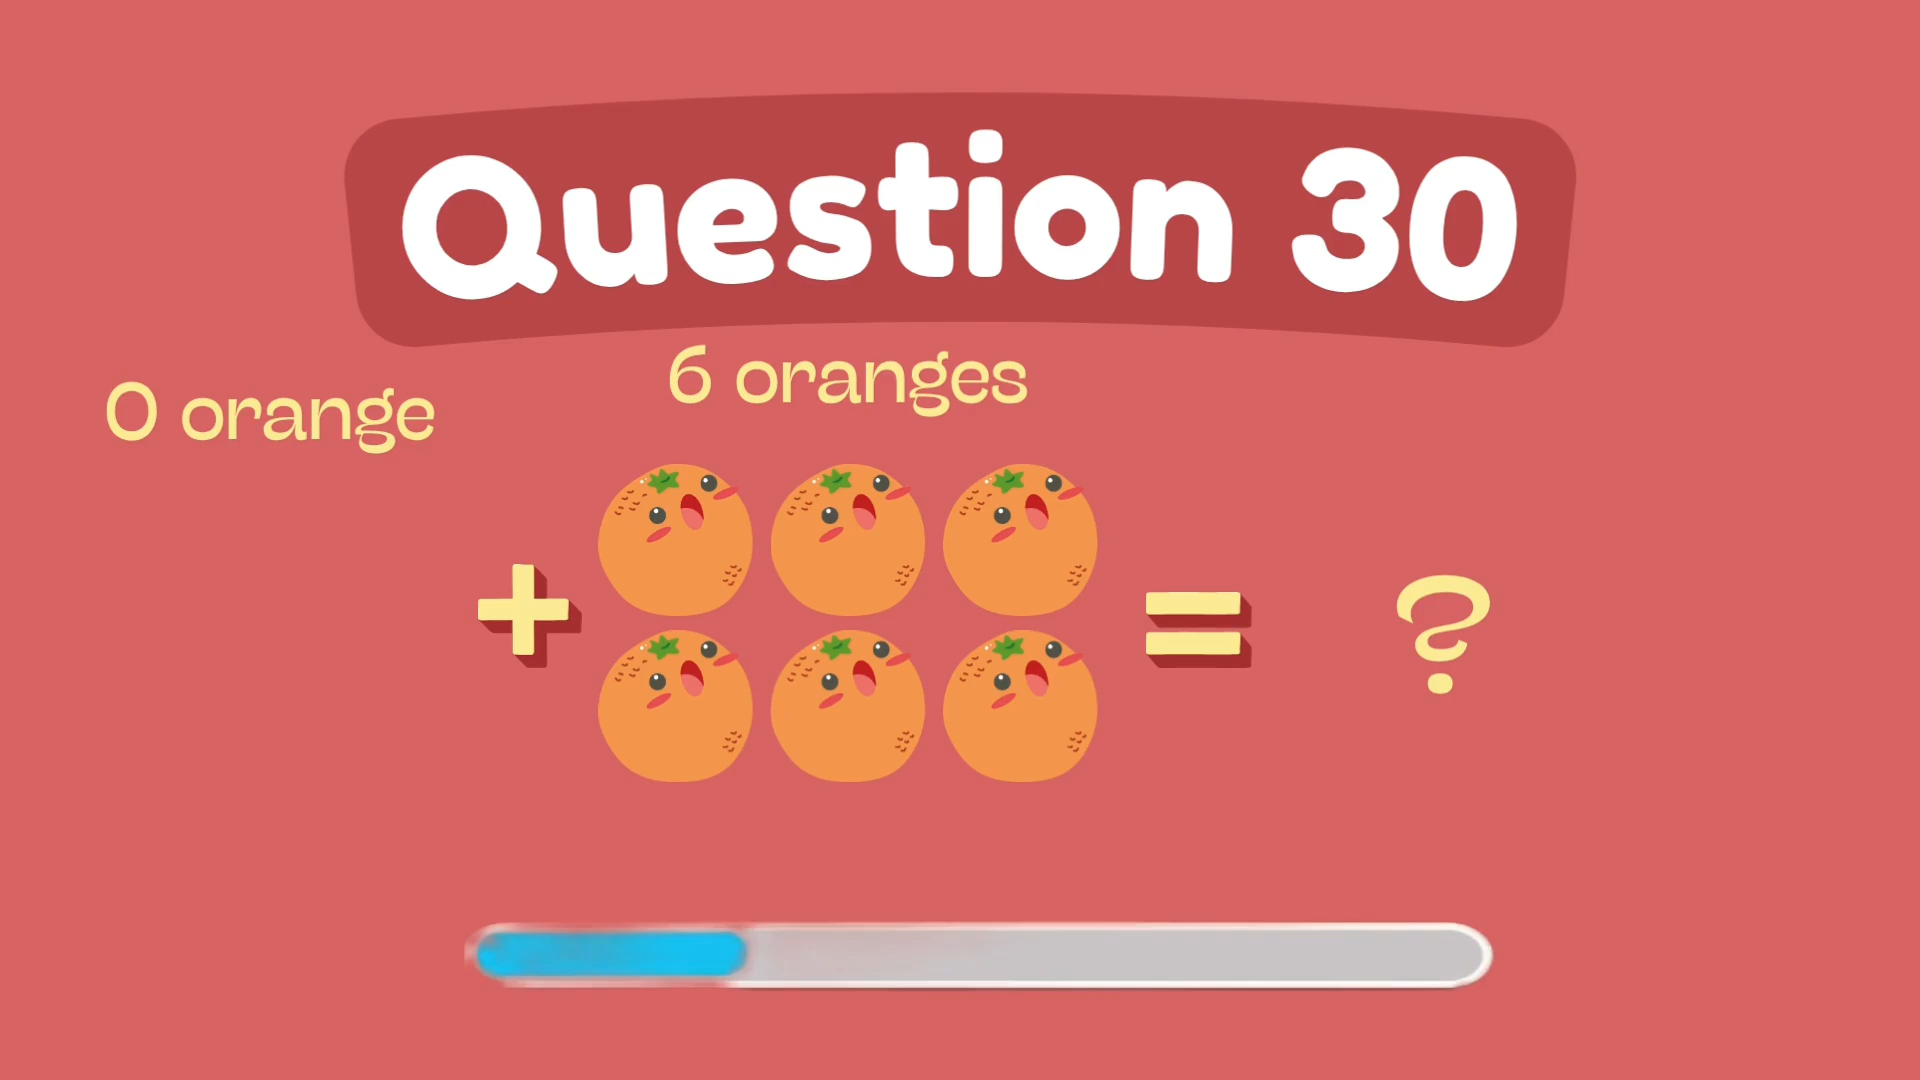 Question 30
0 orange
6 oranges
+ = ?